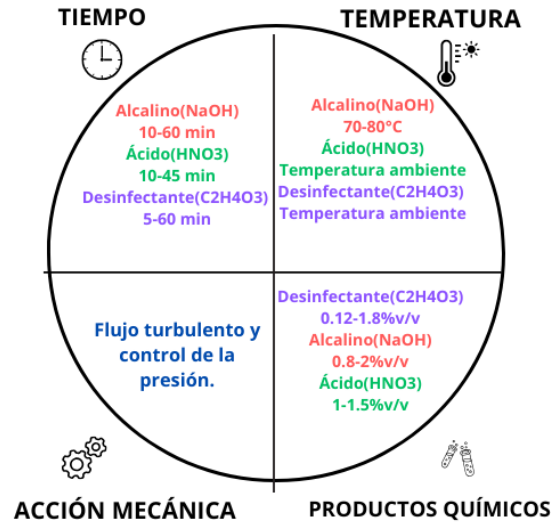 TIEMPO
Alcalino(NaOH)
10-60 min
Ácido(HNO3)
10-45 min
Desinfectante(C2H4O3)
5-60 min
TEMPERATURA
Alcalino(NaOH)
70-80°C
Ácido(HNO3)
Temperatura ambiente
Desinfectante(C2H4O3)
Temperatura ambiente
Flujo turbulento y
control de la
presión.
ACCIÓN MECÁNICA
Desinfectante(C2H4O3)
0.12-1.8%v/v
Alcalino(NaOH)
0.8-2%v/v
Ácido(HNO3)
1-1.5%v/v
PRODUCTOS QUÍMICOS